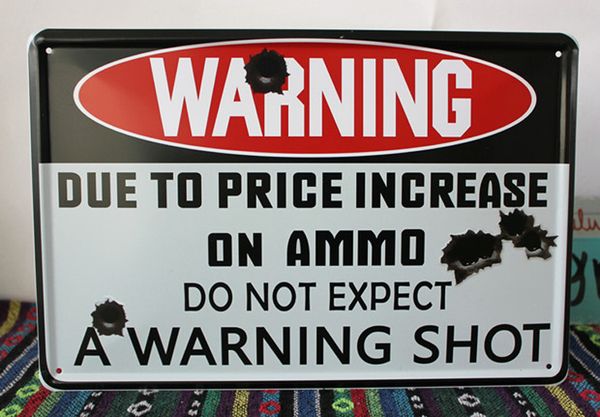 WARNING
DUE TO PRICE INCREASE
ON AMMO
DO NOT EXPECT
A WARNING SHOT